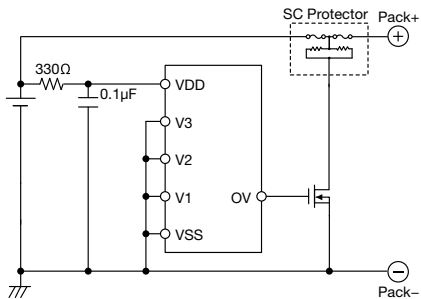 SC Protector
Pack+
330Ω
0.1μF
VDD
V3
V2
V1
OV
VSS
Pack−